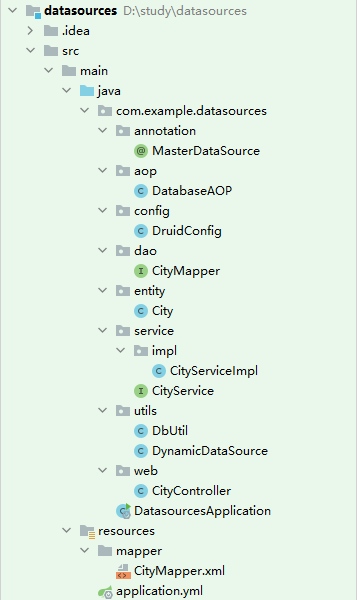 datasources D:\study\datasources
.idea
src
main
java
com.example.datasources
annotation
@ MasterDataSource
aop
C DatabaseAOP
config
C DruidConfig
dao
I CityMapper
entity
C City
service
impl
C CityServiceImpl
I CityService
utils
C DbUtil
C DynamicDataSource
web
C CityController
C DatasourcesApplication
resources
mapper
CityMapper.xml
application.yml